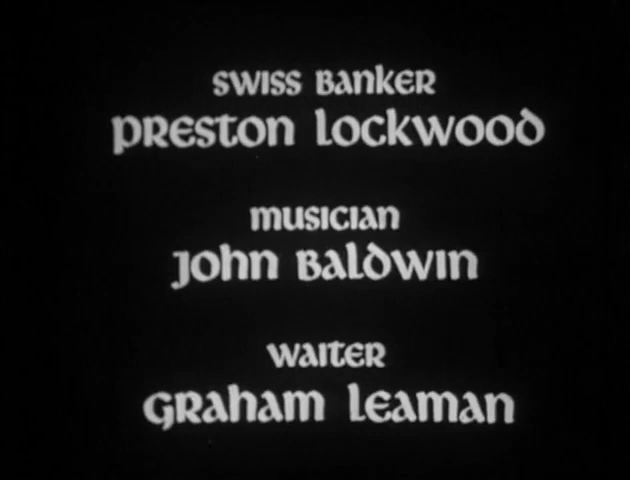 Swiss Banker
Preston Lockwood
Musician
John Baldwin
Waiter
Graham Leaman